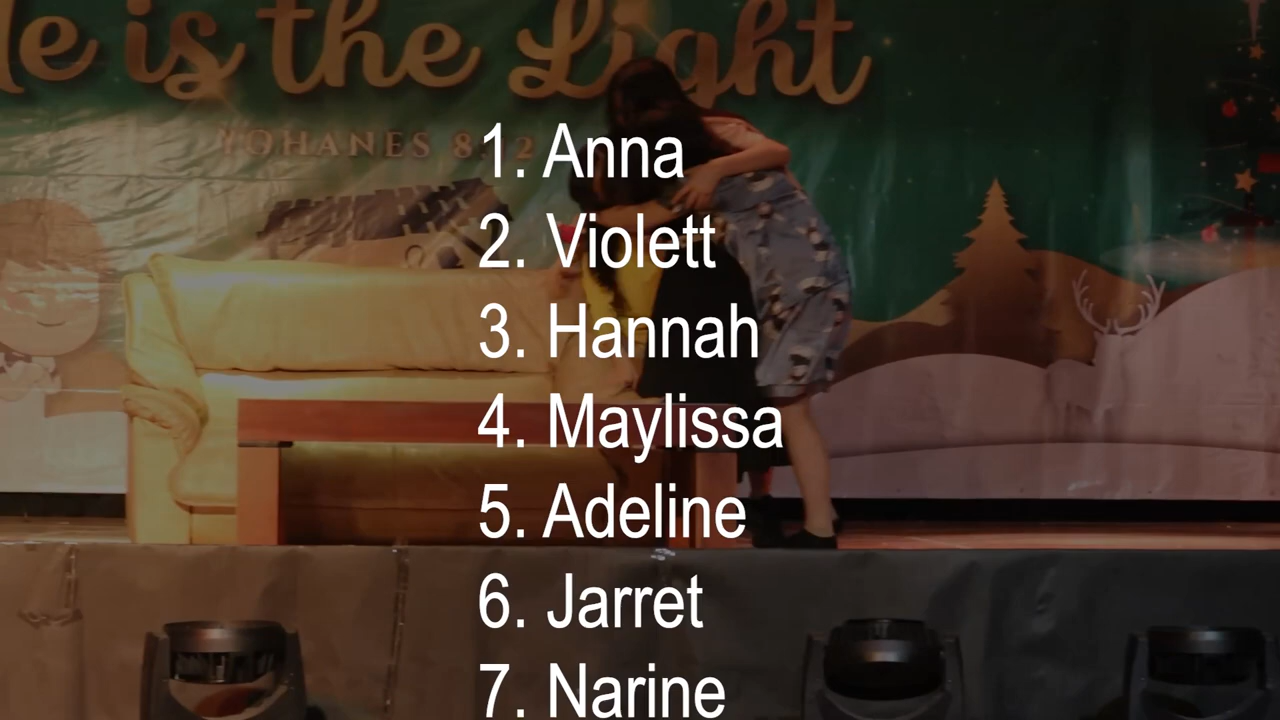 He is the Light
YOHANES 8:12
1. Anna
2. Violett
3. Hannah
4. Maylissa
5. Adeline
6. Jarret
7. Narine